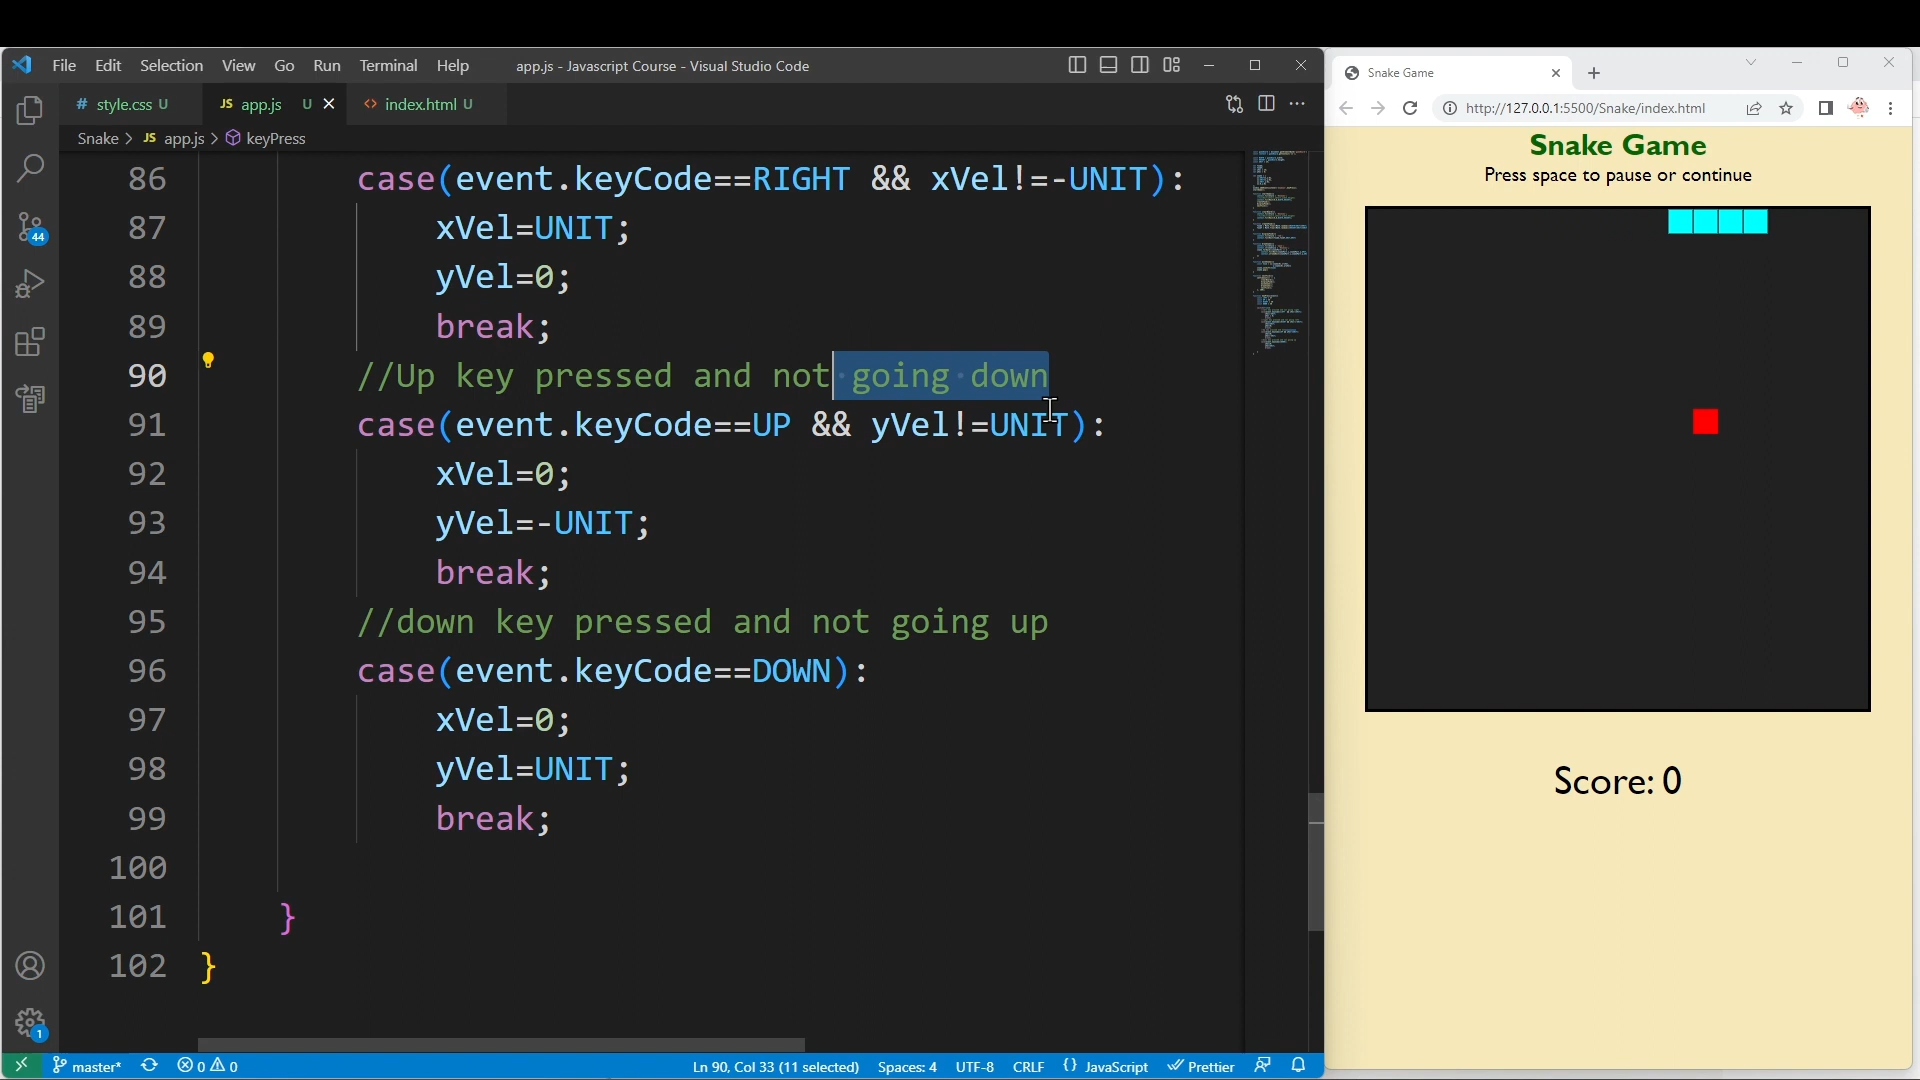 File Edit Selection View Go Run Terminal Help app.js - Javascript Course - Visual Studio Code
# style.css U JS app.js U <> index.html U
Snake > JS app.js > keyPress
86 case(event.keyCode==RIGHT && xVel!=-UNIT):
87 xVel=UNIT;
88 yVel=0;
89 break;
90 //Up key pressed and not going down
91 case(event.keyCode==UP && yVel!=UNIT):
92 xVel=0;
93 yVel=-UNIT;
94 break;
95 //down key pressed and not going up
96 case(event.keyCode==DOWN):
97 xVel=0;
98 yVel=UNIT;
99 break;
100
101 }
102 }
44
1
master* 0 0 Ln 90, Col 33 (11 selected) Spaces: 4 UTF-8 CRLF {} JavaScript Prettier
Snake Game
http://127.0.0.1:5500/Snake/index.html
Snake Game
Press space to pause or continue
Score: 0